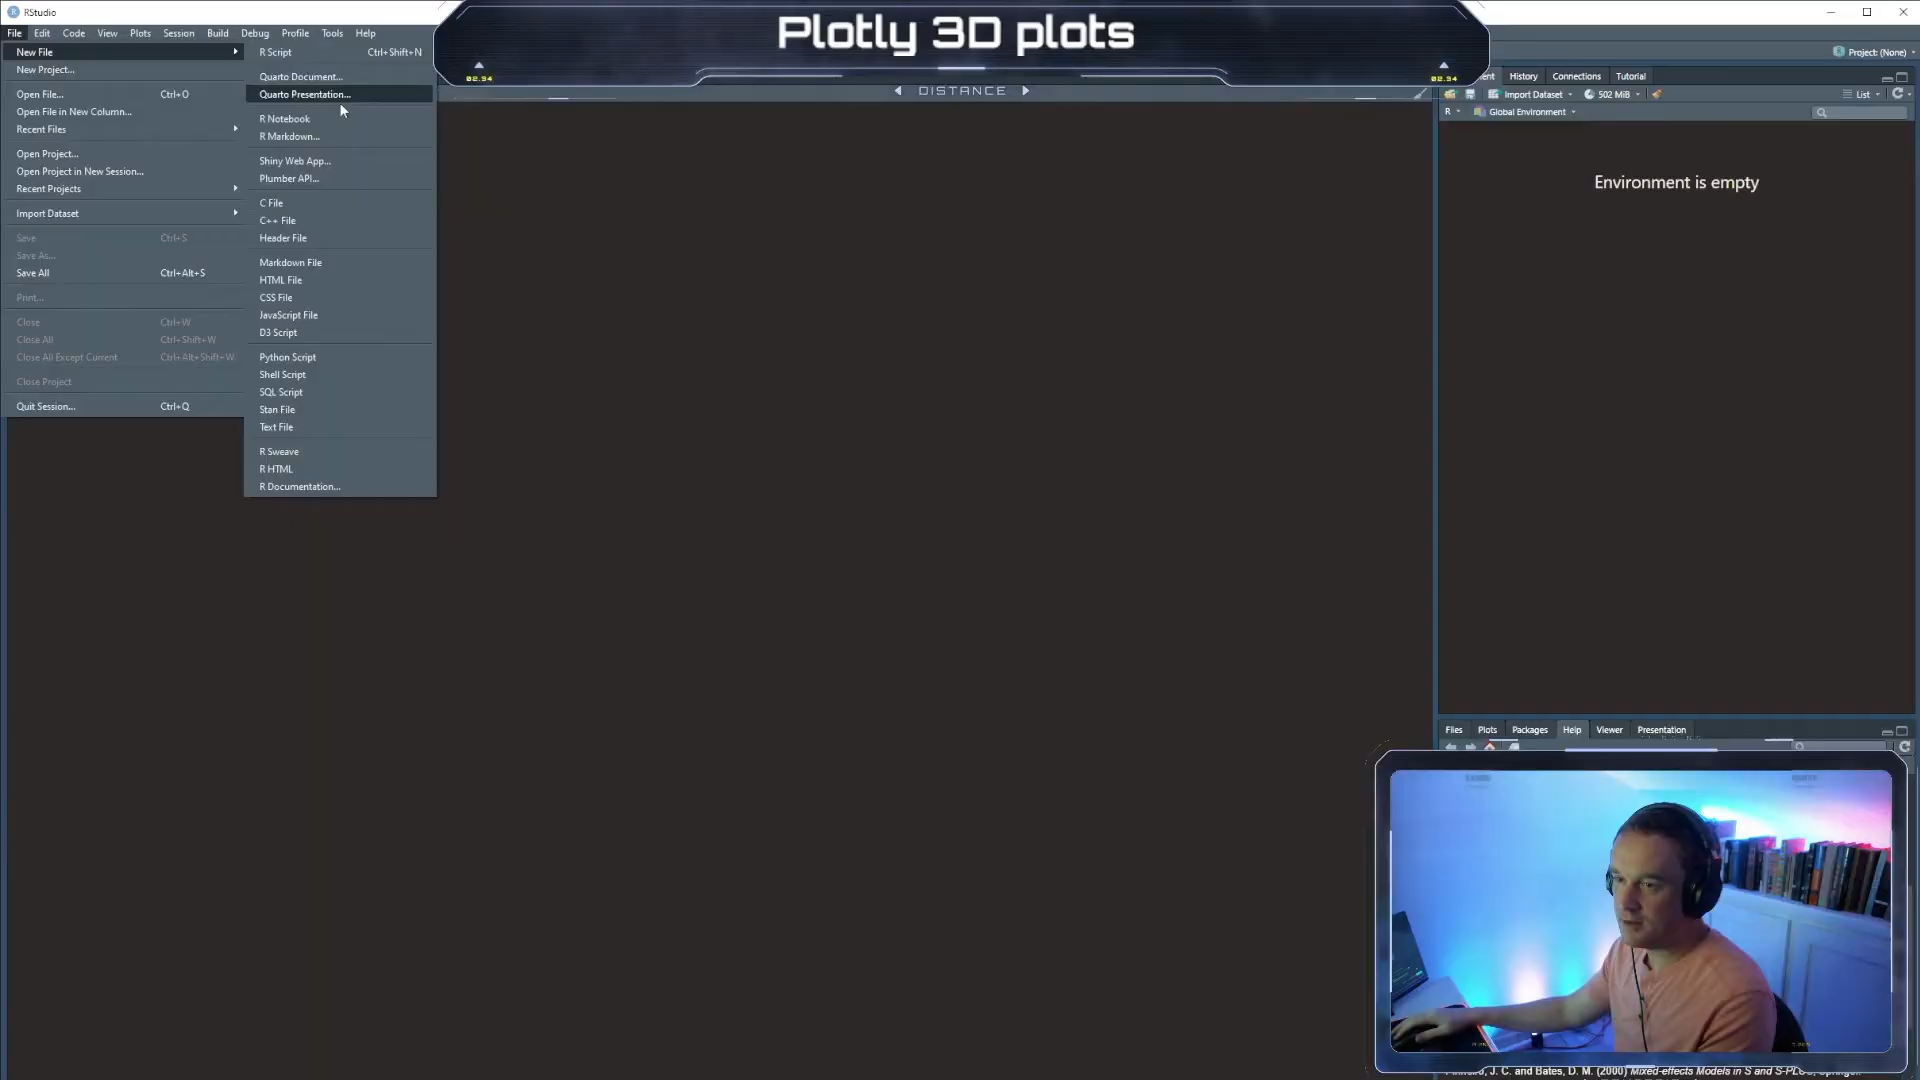 RStudio
Plotly 3D plots
File Edit Code View Plots Session Build Debug Profile Tools Help
New File
New Project...
Open File... Ctrl+O
Open File in New Column...
Recent Files
Open Project...
Open Project in New Session...
Recent Projects
Import Dataset
Save Ctrl+S
Save As...
Save All Ctrl+Alt+S
Print...
Close Ctrl+W
Close All Ctrl+Shift+W
Close All Except Current Ctrl+Alt+Shift+W
Close Project
Quit Session... Ctrl+Q
R Script Ctrl+Shift+N
Quarto Document...
Quarto Presentation...
R Notebook
R Markdown...
Shiny Web App...
Plumber API...
C File
C++ File
Header File
Markdown File
HTML File
CSS File
JavaScript File
D3 Script
Python Script
Shell Script
SQL Script
Stan File
Text File
R Sweave
R HTML
R Documentation...
02.94
02.94
DISTANCE
Project: (None)
History Connections Tutorial
Import Dataset 502 MiB List
R Global Environment
Environment is empty
Files Plots Packages Help Viewer Presentation
J. C. and Bates, D. M. (2000) Mixed-effects Models in S and S-PLUS